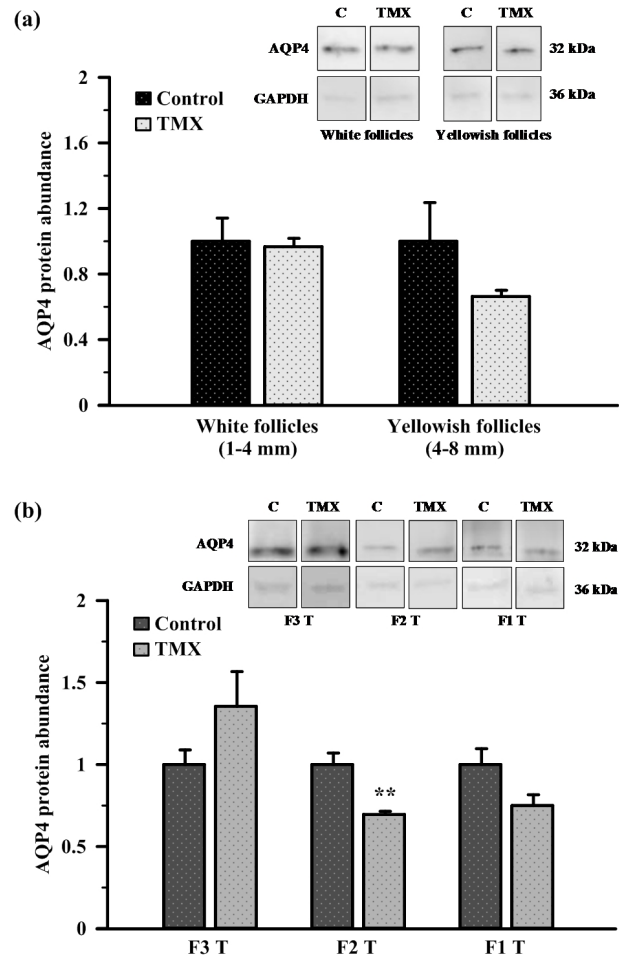 (a)
C TMX C TMX
AQP4 32 kDa
GAPDH 36 kDa
White follicles Yellowish follicles
Control
TMX
AQP4 protein abundance
2
1.6
1.2
0.8
0.4
0
White follicles Yellowish follicles
(1-4 mm) (4-8 mm)
(b)
C TMX C TMX C TMX
AQP4 32 kDa
GAPDH 36 kDa
F3 T F2 T F1 T
Control
TMX
AQP4 protein abundance
2
1.5
1
0.5
0
**
F3 T F2 T F1 T